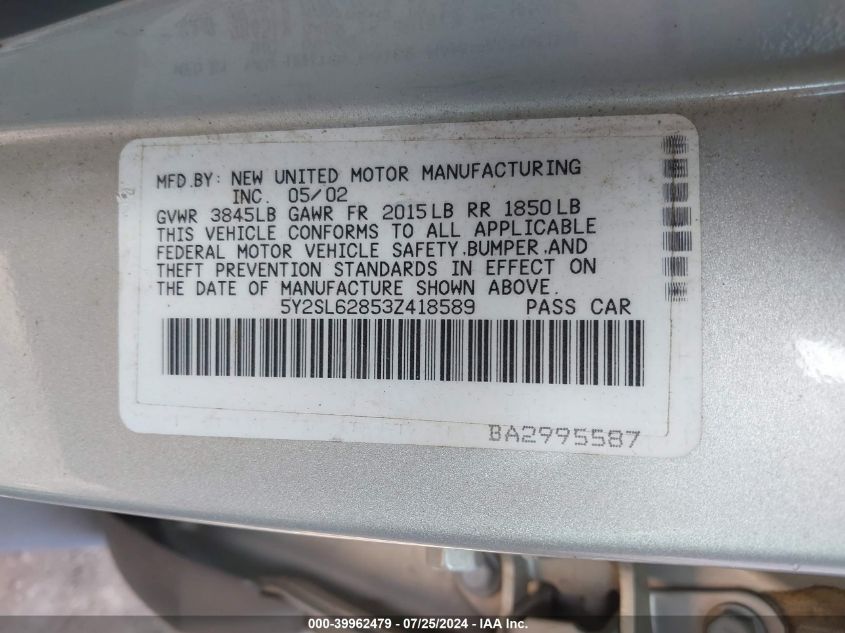 MFD.BY: NEW UNITED MOTOR MANUFACTURING
INC. 05/02
GVWR 3845LB GAWR FR 2015LB RR 1850LB
THIS VEHICLE CONFORMS TO ALL APPLICABLE
FEDERAL MOTOR VEHICLE SAFETY,BUMPER,AND
THEFT PREVENTION STANDARDS IN EFFECT ON
THE DATE OF MANUFACTURE SHOWN ABOVE.
5Y2SL62853Z418589 PASS CAR
BA2995587
000-39962479 / 07/25/2024 / IAA Inc.